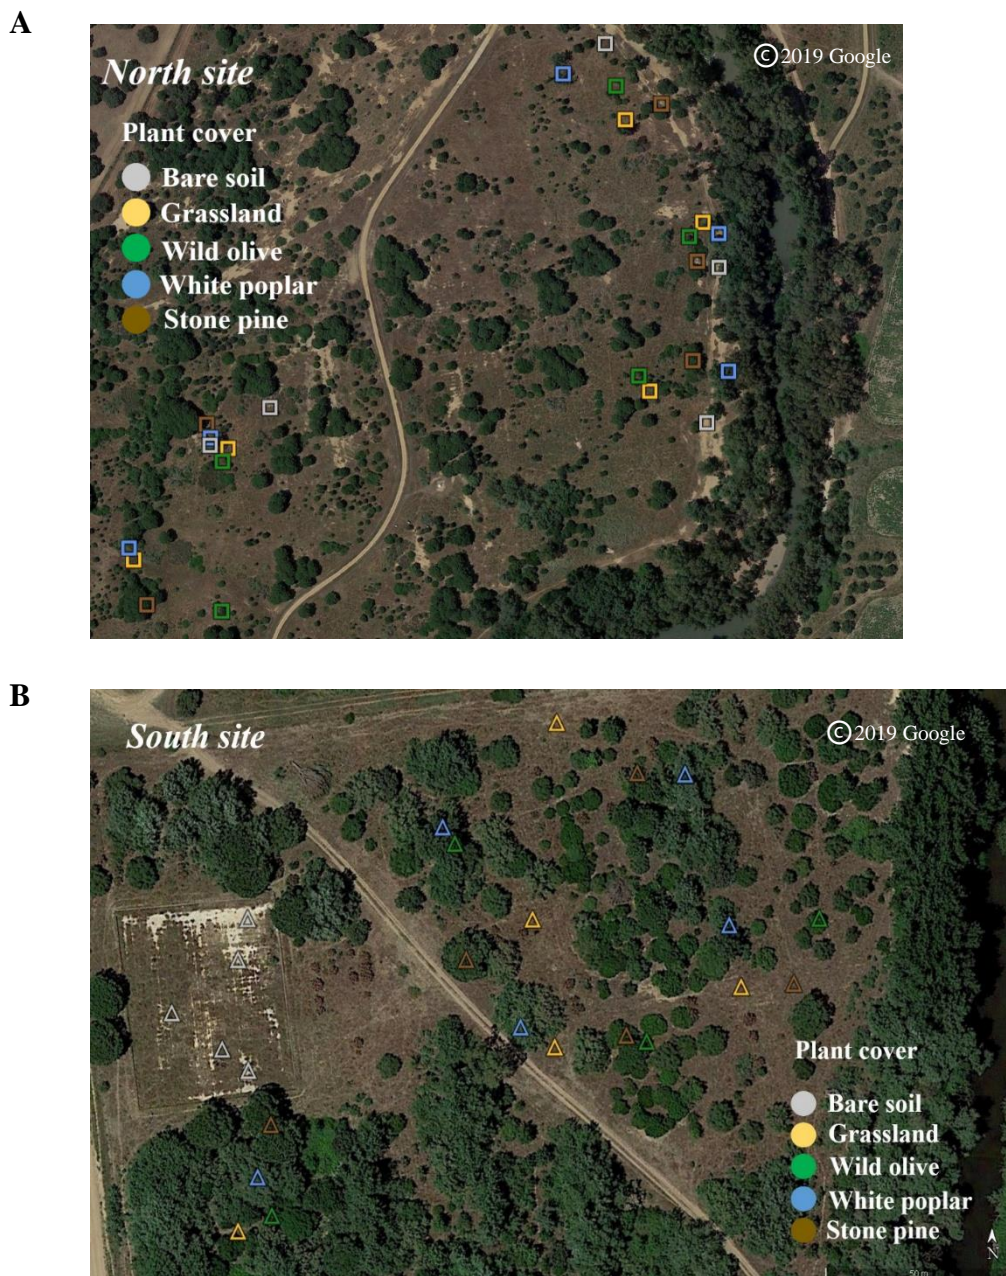 A
North site
© 2019 Google
Plant cover
Bare soil
Grassland
Wild olive
White poplar
Stone pine
B
South site
© 2019 Google
Plant cover
Bare soil
Grassland
Wild olive
White poplar
Stone pine
N
50 m